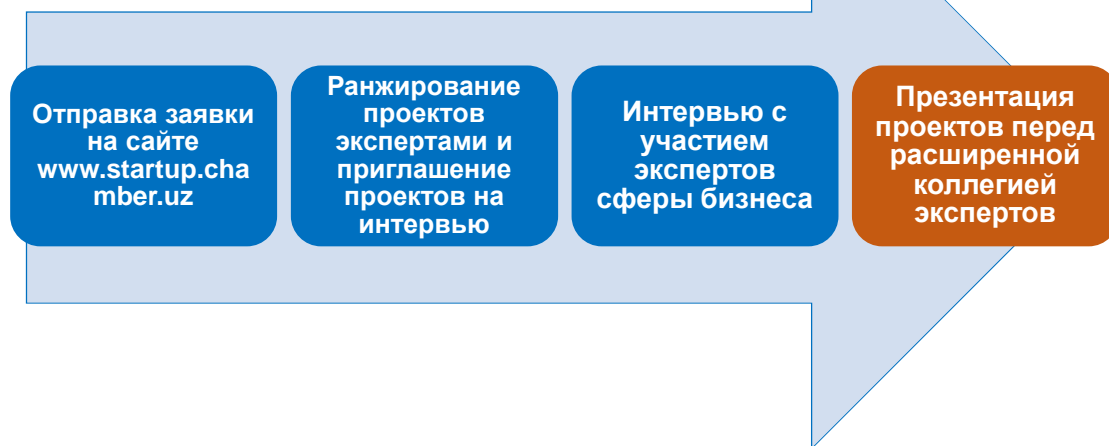 Отправка заявки
на сайте
www.startup.cha
mber.uz
Ранжирование
проектов
экспертами и
приглашение
проектов на
интервью
Интервью с
участием
экспертов
сферы бизнеса
Презентация
проектов перед
расширенной
коллегией
экспертов